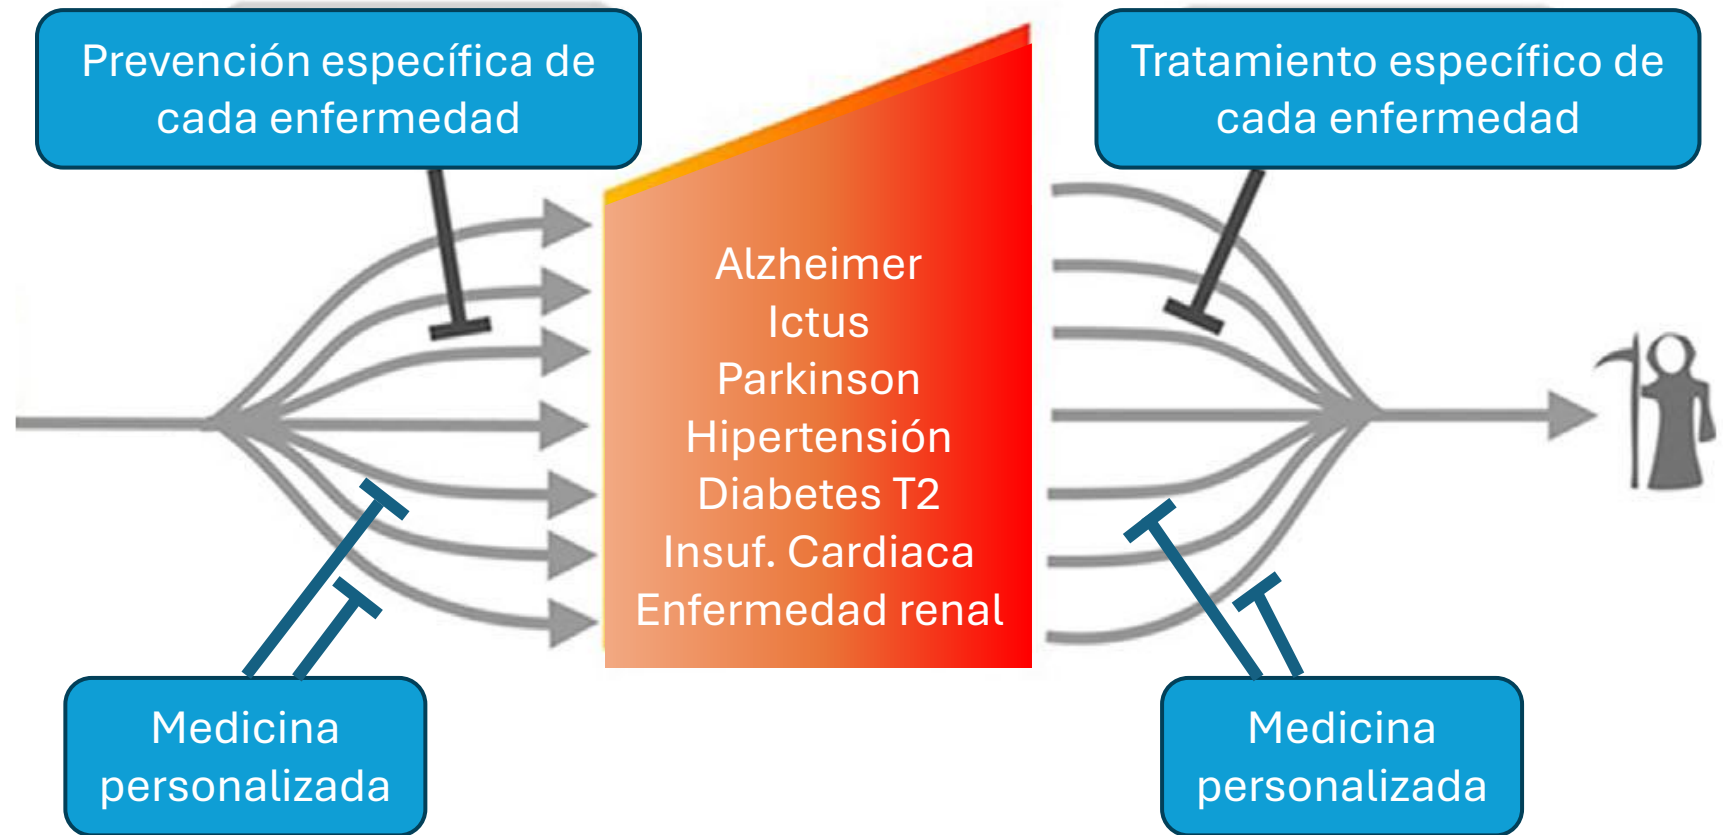 Prevención específica de
cada enfermedad
Tratamiento específico de
cada enfermedad
Alzheimer
Ictus
Parkinson
Hipertensión
Diabetes T2
Insuf. Cardiaca
Enfermedad renal
Medicina
personalizada
Medicina
personalizada